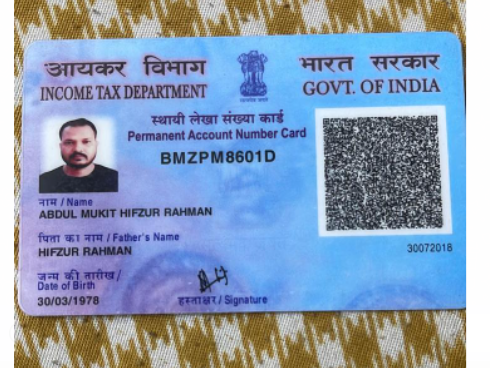 आयकर विभाग
INCOME TAX DEPARTMENT
भारत सरकार
GOVT. OF INDIA
स्थायी लेखा संख्या कार्ड
Permanent Account Number Card
BMZPM8601D
नाम / Name
ABDUL MUKIT HIFZUR RAHMAN
पिता का नाम / Father's Name
HIFZUR RAHMAN
जन्म की तारीख /
Date of Birth
30/03/1978
हस्ताक्षर / Signature
30072018